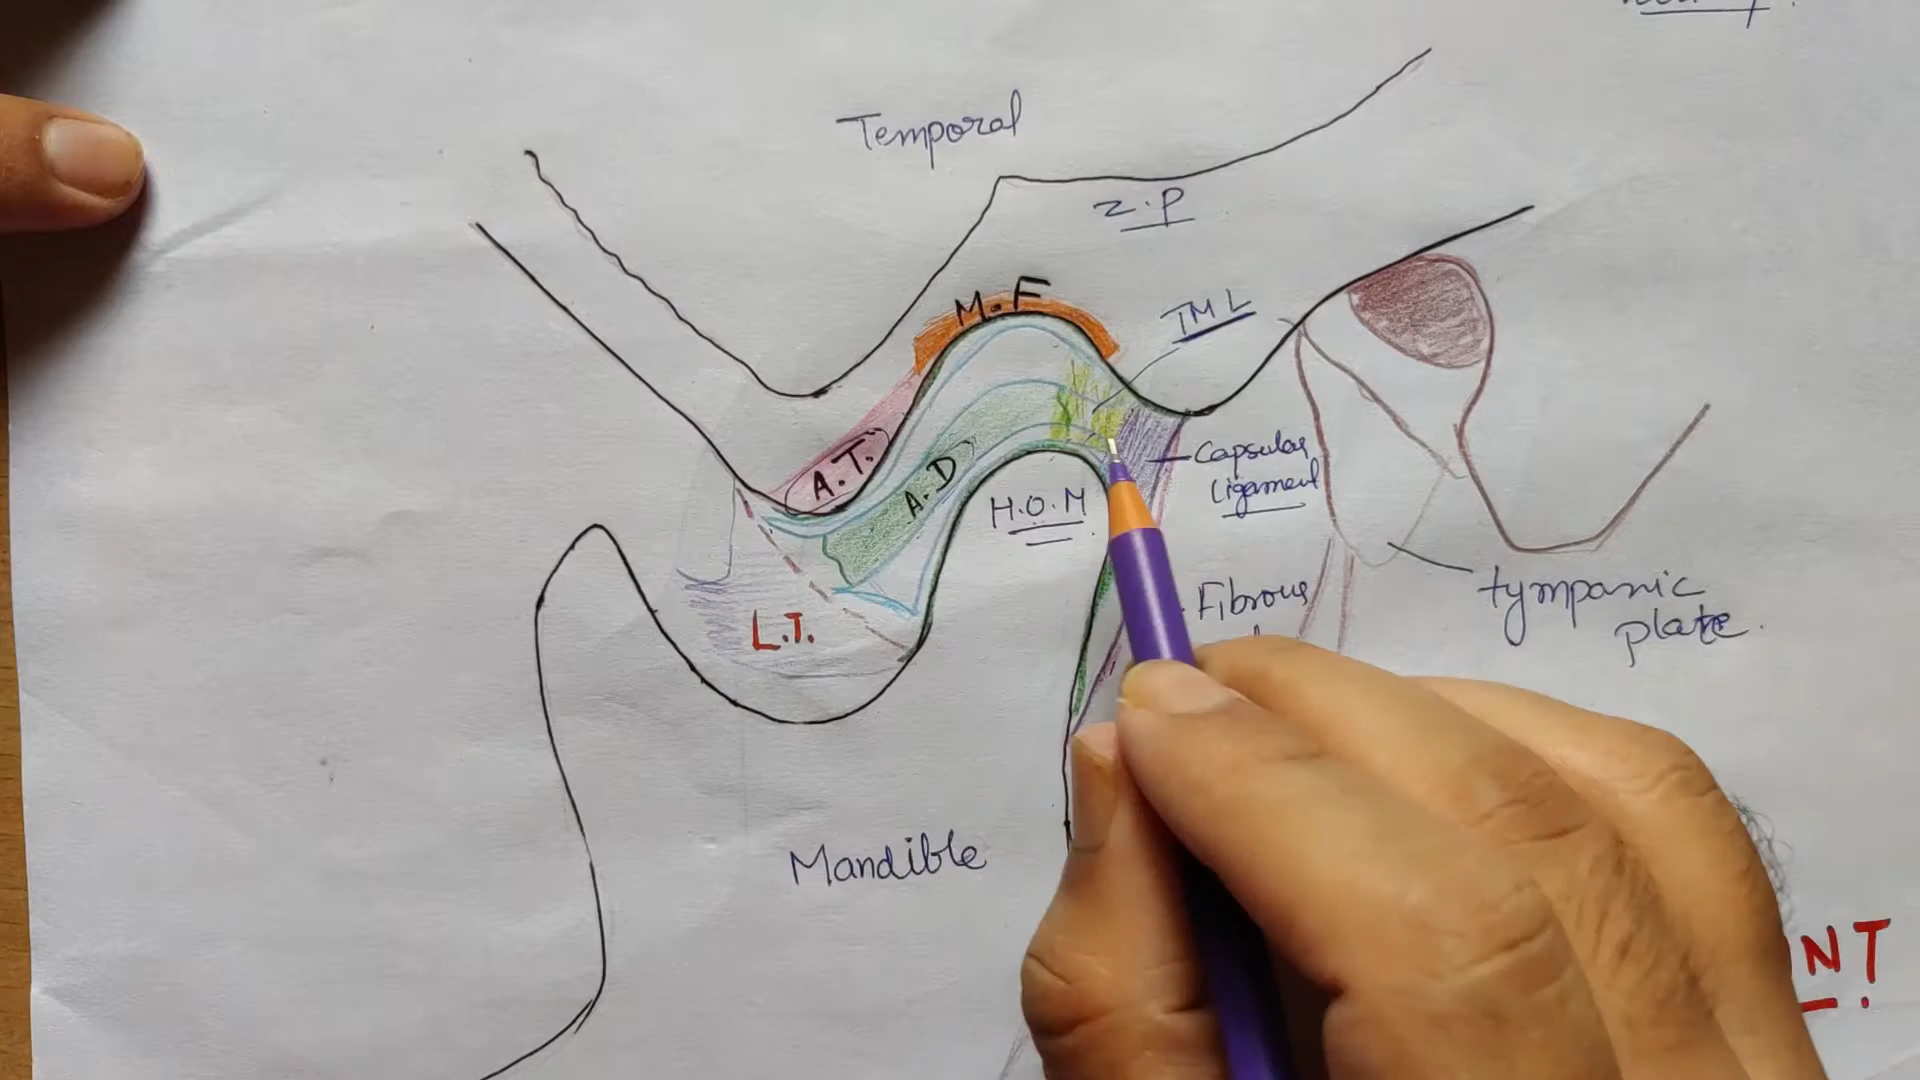 Temporal
Z.P
M.F
TML
A.T.
A.D
Capsular
Ligament
H.O.M
L.T.
Fibrous
tympanic
plate.
Mandible
NT